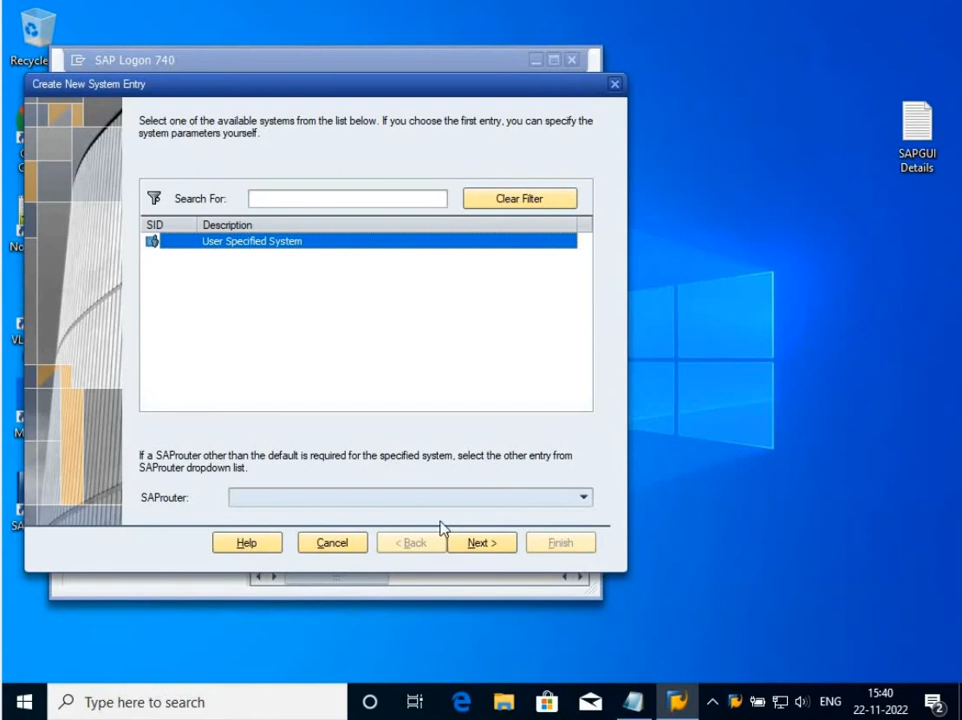 Recycle
SAP Logon 740
Create New System Entry
Select one of the available systems from the list below. If you choose the first entry, you can specify the
system parameters yourself.
Search For:
Clear Filter
SID Description
User Specified System
If a SAProuter other than the default is required for the specified system, select the other entry from
SAProuter dropdown list.
SAProuter:
Help
Cancel
< Back
Next >
Finish
SAPGUI
Details
C
C
No
VL
M
SA
Type here to search
ENG
15:40
22-11-2022
2